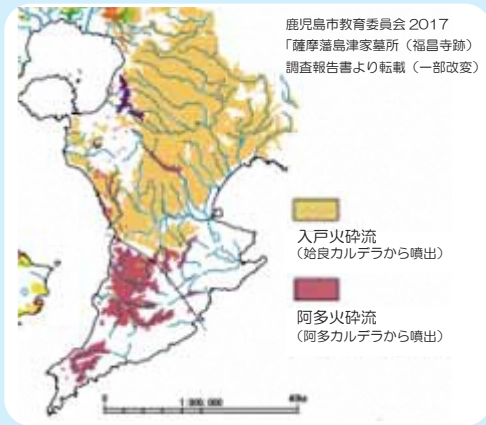 鹿児島市教育委員会 2017
「薩摩藩島津家墓所（福昌寺跡）
調査報告書より転載（一部改変）
入戸火砕流
（姶良カルデラから噴出）
阿多火砕流
（阿多カルデラから噴出）
0
1:800,000
40km